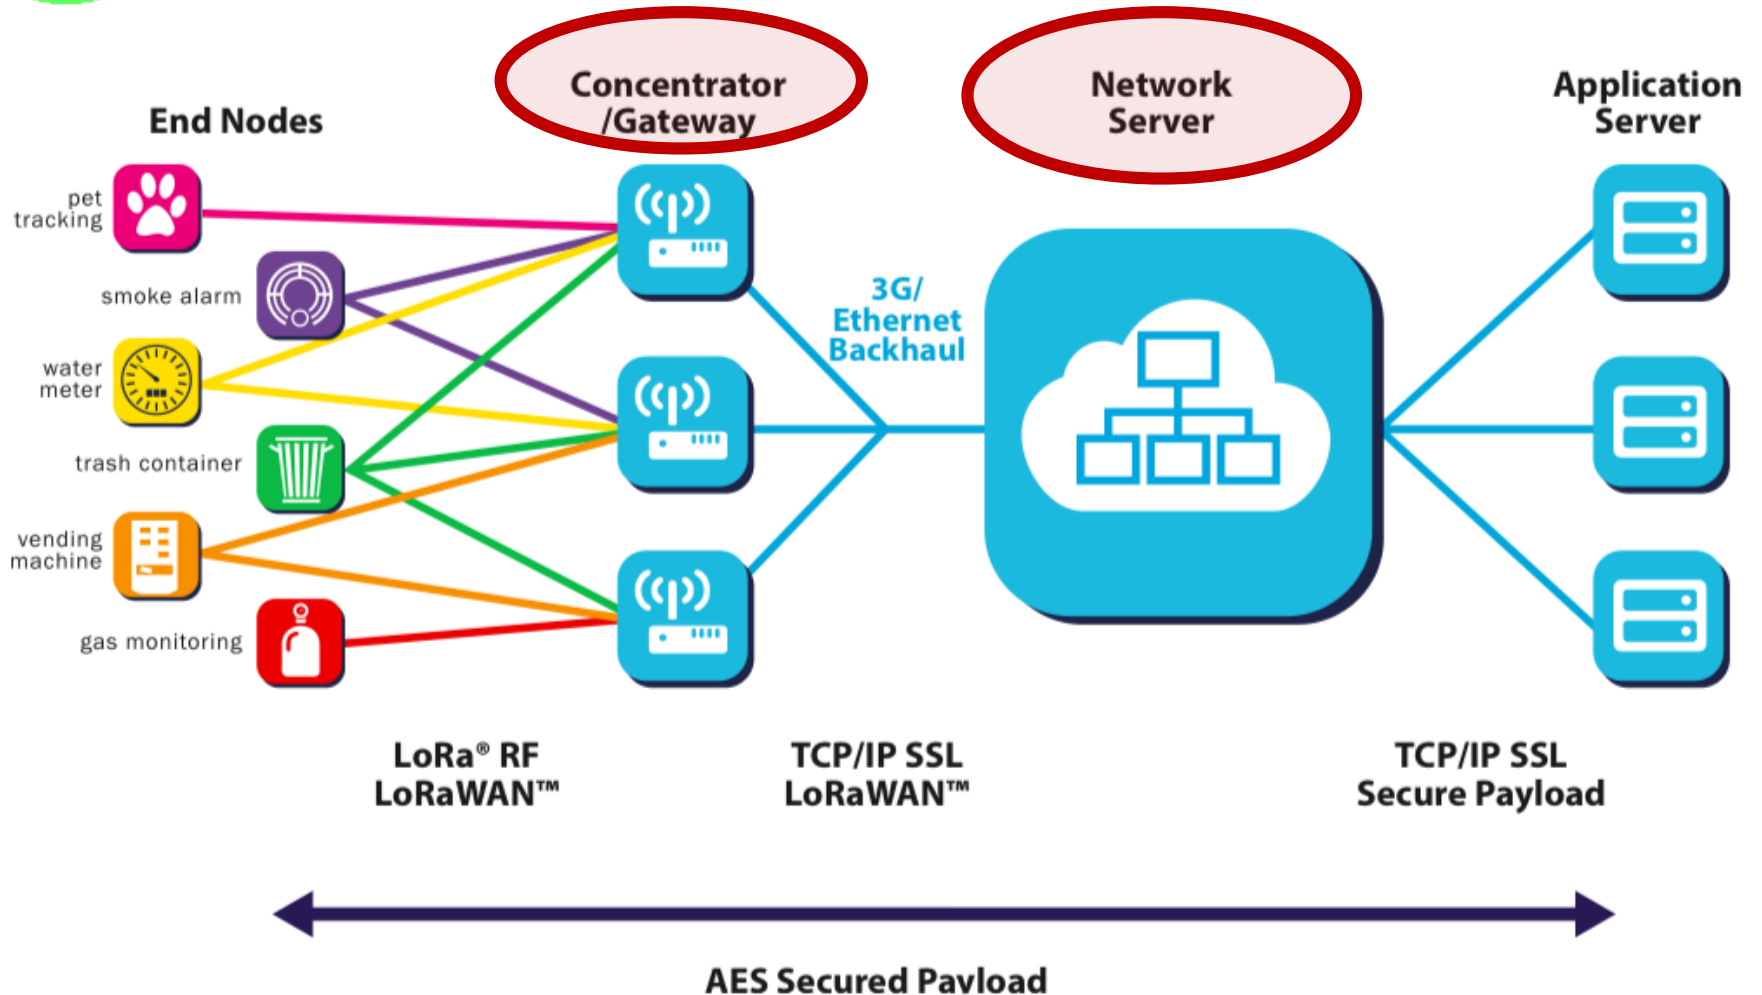 Concentrator
/Gateway
Network
Server
Application
Server
End Nodes
pet
tracking
smoke alarm
water
meter
trash container
vending
machine
gas monitoring
3G/
Ethernet
Backhaul
LoRa® RF
LoRaWAN™
TCP/IP SSL
LoRaWAN™
TCP/IP SSL
Secure Payload
AES Secured Payload